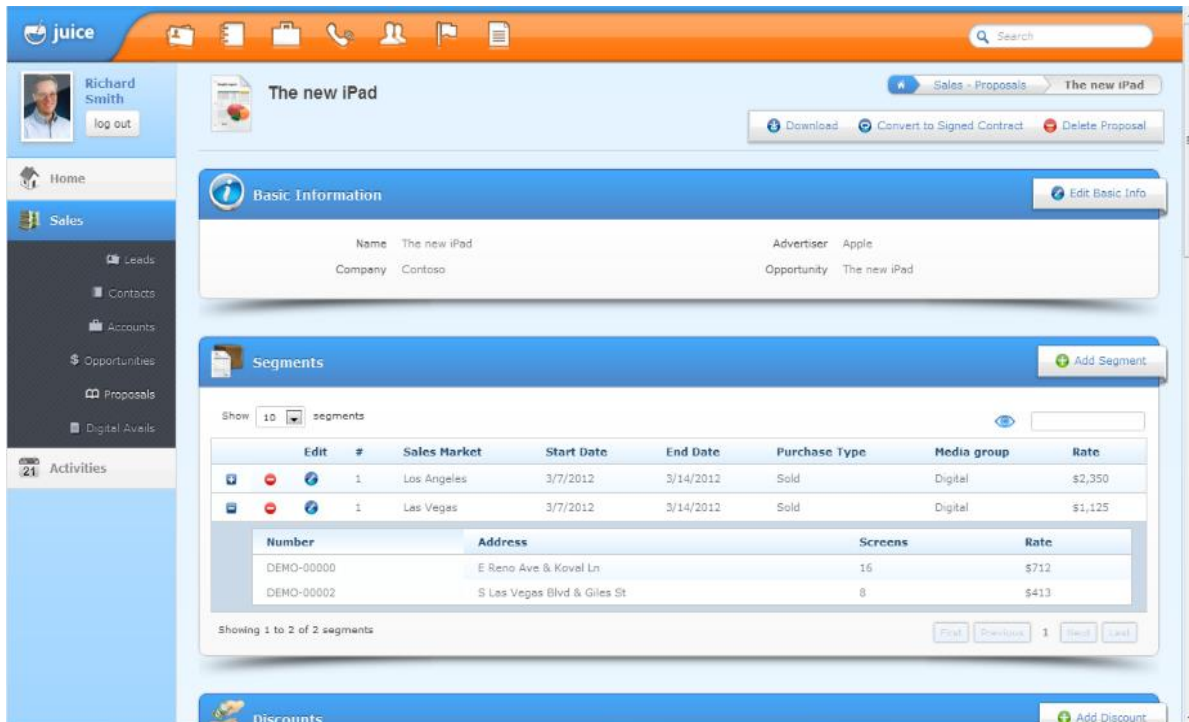 juice
Search
Richard
Smith
log out
The new iPad
Sales - Proposals
The new iPad
Download
Convert to Signed Contract
Delete Proposal
Home
Sales
Leads
Contacts
Accounts
$ Opportunities
Proposals
Digital Avails
21 Activities
Basic Information
Edit Basic Info
Name The new iPad
Advertiser Apple
Company Contoso
Opportunity The new iPad
Segments
Add Segment
Show 10 segments
Edit # Sales Market Start Date End Date Purchase Type Media group Rate
1 Los Angeles 3/7/2012 3/14/2012 Sold Digital $2,350
1 Las Vegas 3/7/2012 3/14/2012 Sold Digital $1,125
Number Address Screens Rate
DEMO-00000 E Reno Ave & Koval Ln 16 $712
DEMO-00002 S Las Vegas Blvd & Giles St 8 $413
Showing 1 to 2 of 2 segments
First Previous 1 Next Last
Discounts
Add Discount